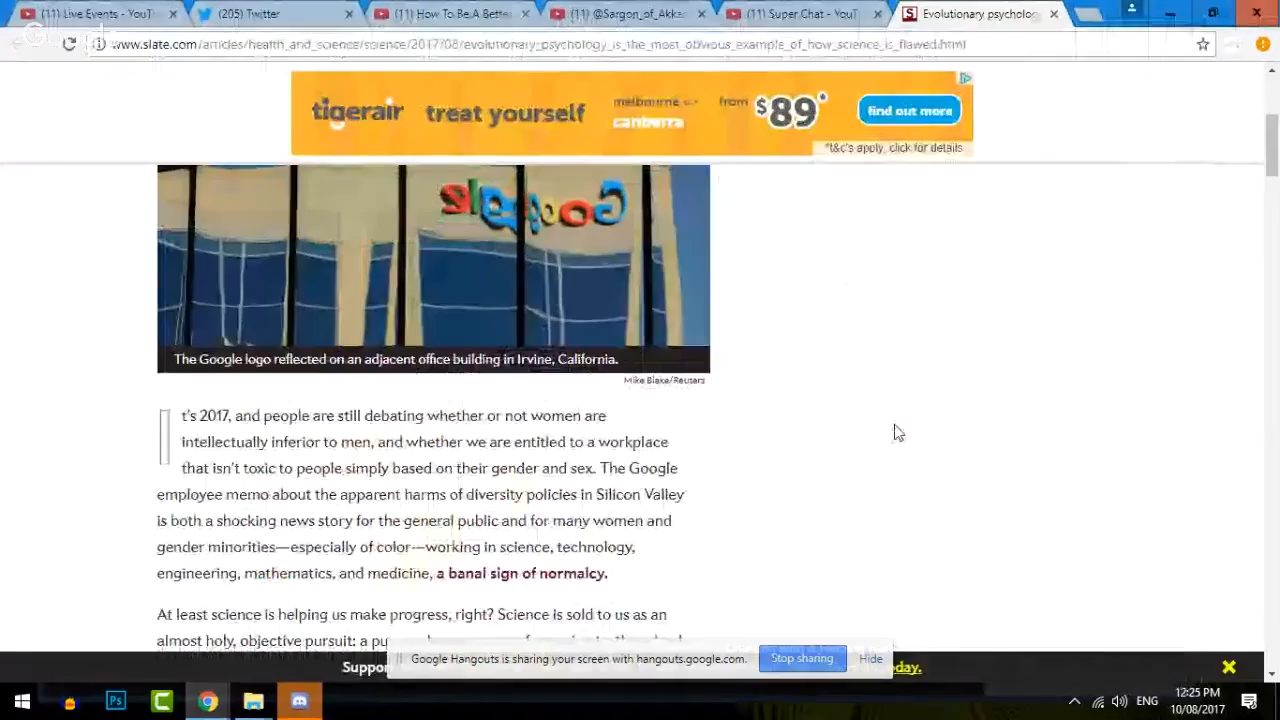 (11) Live Events - YouT
(205) Twitter
(11) How To Be A Better
(11) @Sargon_of_Akka
(11) Super Chat - YouT
Evolutionary psycholo
www.slate.com/articles/health_and_science/science/2017/08/evolutionary_psychology_is_the_most_obvious_example_of_how_science_is_flawed.html
tigerair
treat yourself
melbourne
canberra
from
$89*
find out more
*t&c's apply, click for details
Google
The Google logo reflected on an adjacent office building in Irvine, California.
Mike Blake/Reuters
It's 2017, and people are still debating whether or not women are
intellectually inferior to men, and whether we are entitled to a workplace
that isn't toxic to people simply based on their gender and sex. The Google
employee memo about the apparent harms of diversity policies in Silicon Valley
is both a shocking news story for the general public and for many women and
gender minorities—especially of color—working in science, technology,
engineering, mathematics, and medicine, a banal sign of normalcy.
At least science is helping us make progress, right? Science is sold to us as an
almost holy, objective pursuit: a
Google Hangouts is sharing your screen with hangouts.google.com.
Stop sharing
Hide
ENG
12:25 PM
10/08/2017